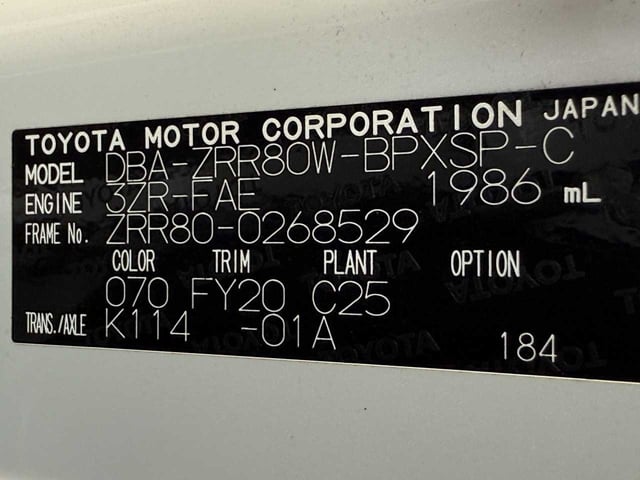 TOYOTA MOTOR CORPORATION JAPAN
MODEL DBA-ZRR80W-BPXSP-C
ENGINE 3ZR-FAE 1986 mL
FRAME No. ZRR80-0268529
COLOR TRIM PLANT OPTION
070 FY20 C25
TRANS./AXLE K114 -01A
184